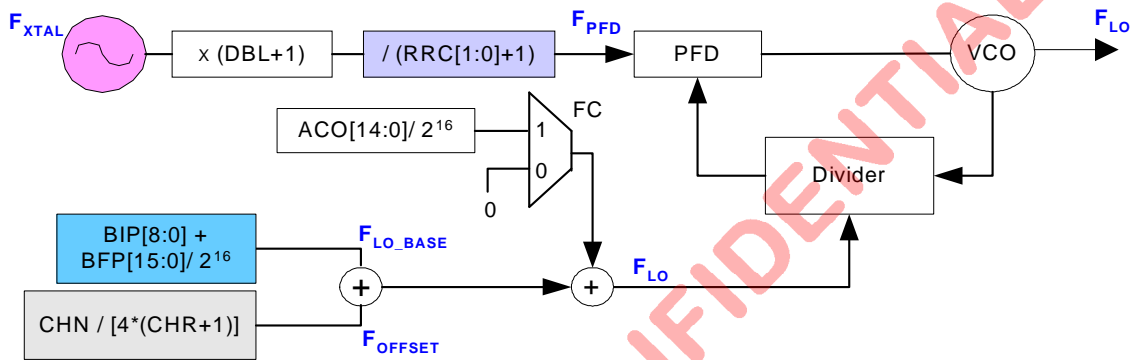 F_XTAL
x (DBL+1)
/ (RRC[1:0]+1)
F_PFD
PFD
VCO
F_LO
ACO[14:0]/ 2^16
1
0
FC
0
Divider
BIP[8:0] +
BFP[15:0]/ 2^16
F_LO_BASE
+
+
F_LO
CHN / [4*(CHR+1)]
F_OFFSET
NFIDENTIAL